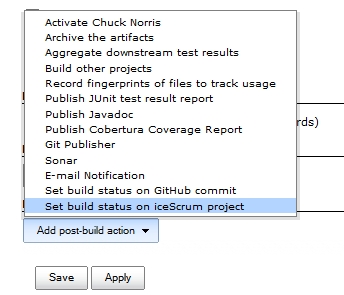 Activate Chuck Norris
Archive the artifacts
Aggregate downstream test results
Build other projects
Record fingerprints of files to track usage
Publish JUnit test result report
Publish Javadoc
Publish Cobertura Coverage Report
Git Publisher
Sonar
E-mail Notification
Set build status on GitHub commit
Set build status on iceScrum project
rds)
Add post-build action
Save Apply